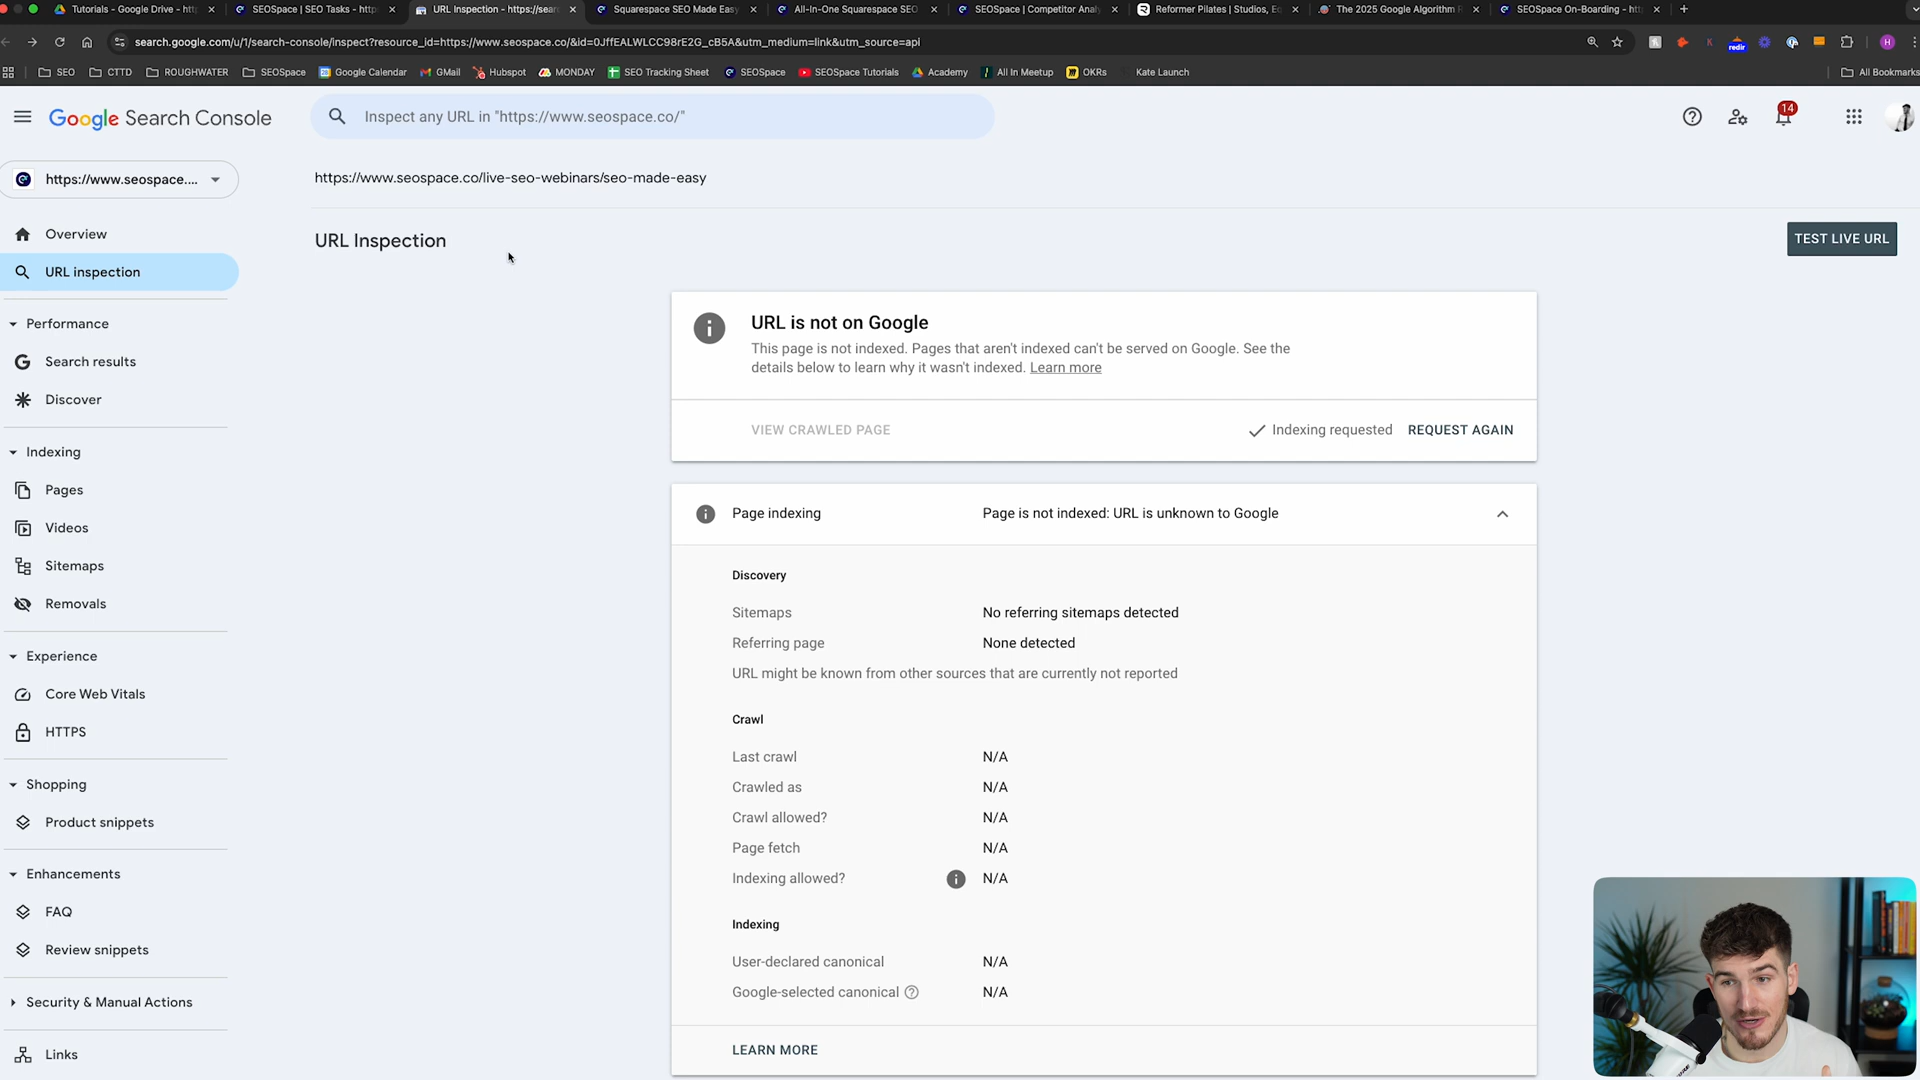 Tutorials - Google Drive - htt
SEOSpace | SEO Tasks - http
URL Inspection - https://sear
Squarespace SEO Made Easy
All-In-One Squarespace SEO
SEOSpace | Competitor Analy
Reformer Pilates | Studios, Eq
The 2025 Google Algorithm R
SEOSpace On-Boarding - htt
search.google.com/u/1/search-console/inspect?resource_id=https://www.seospace.co/&id=0JffEALWLCC98rE2G_cB5A&utm_medium=link&utm_source=api
redir
H
SEO
CTTD
ROUGHWATER
SEOSpace
Google Calendar
GMail
Hubspot
MONDAY
SEO Tracking Sheet
SEOSpace
SEOSpace Tutorials
Academy
All In Meetup
OKRs
Kate Launch
All Bookmarks
Google Search Console
Inspect any URL in "https://www.seospace.co/"
14
https://www.seospace....
https://www.seospace.co/live-seo-webinars/seo-made-easy
Overview
URL inspection
Performance
Search results
Discover
Indexing
Pages
Videos
Sitemaps
Removals
Experience
Core Web Vitals
HTTPS
Shopping
Product snippets
Enhancements
FAQ
Review snippets
Security & Manual Actions
Links
URL Inspection
TEST LIVE URL
URL is not on Google
This page is not indexed. Pages that aren't indexed can't be served on Google. See the
details below to learn why it wasn't indexed. Learn more
VIEW CRAWLED PAGE
Indexing requested
REQUEST AGAIN
Page indexing
Page is not indexed: URL is unknown to Google
Discovery
Sitemaps
No referring sitemaps detected
Referring page
None detected
URL might be known from other sources that are currently not reported
Crawl
Last crawl
N/A
Crawled as
N/A
Crawl allowed?
N/A
Page fetch
N/A
Indexing allowed?
N/A
Indexing
User-declared canonical
N/A
Google-selected canonical
N/A
LEARN MORE